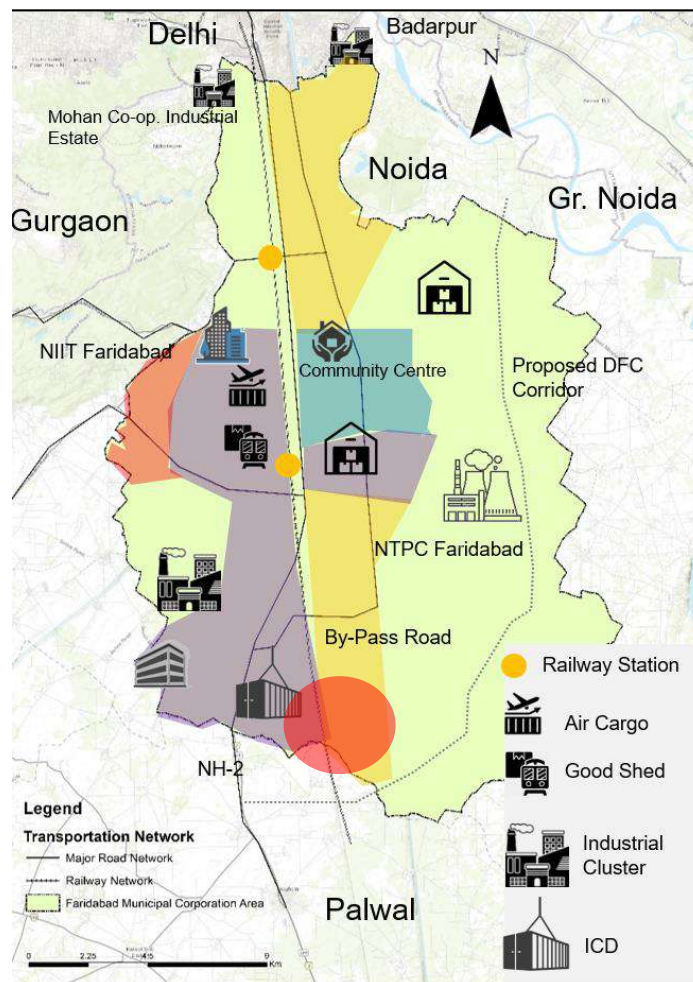 Delhi
Badarpur
N
Mohan Co-op. Industrial
Estate
Noida
Gr. Noida
Gurgaon
NIIT Faridabad
Community Centre
Proposed DFC
Corridor
NTPC Faridabad
By-Pass Road
Railway Station
Air Cargo
Good Shed
NH-2
Legend
Transportation Network
Major Road Network
Railway Network
Faridabad Municipal Corporation Area
Industrial
Cluster
Palwal
ICD
0 2.25 4.5 9
Km